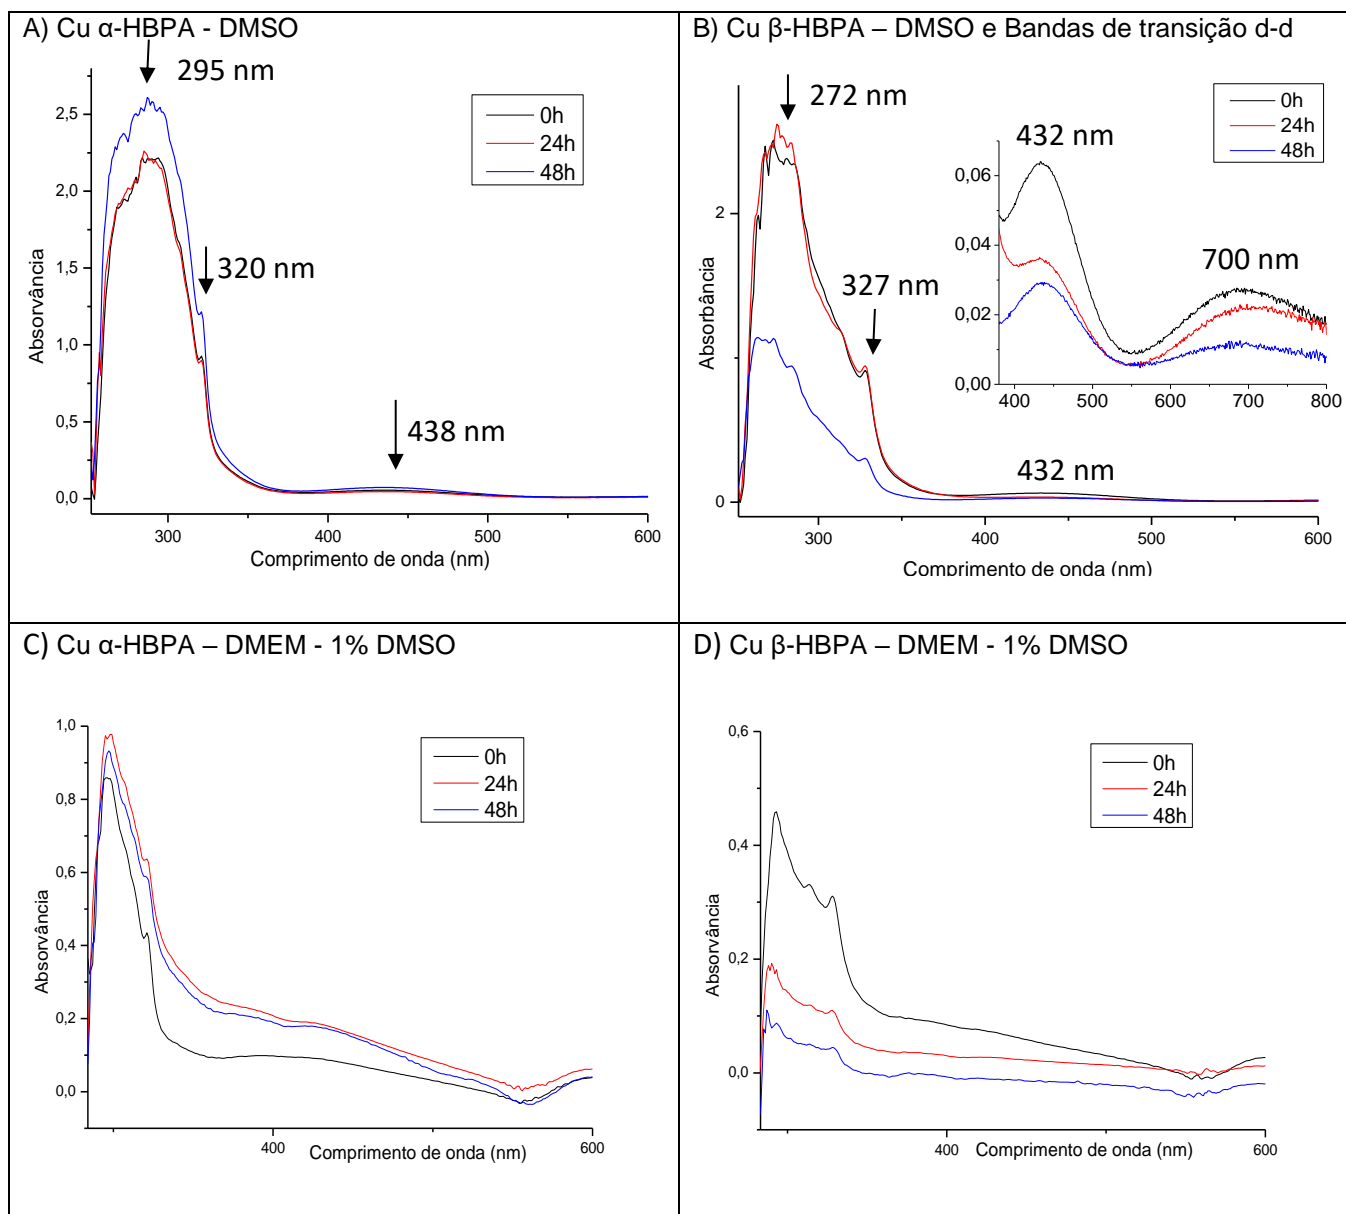 A) Cu α-HBPA - DMSO
295 nm
0h
24h
48h
320 nm
438 nm
2,5
2,0
1,5
1,0
0,5
0,0
Absorvância
300
400
500
600
Comprimento de onda (nm)
B) Cu β-HBPA – DMSO e Bandas de transição d-d
272 nm
0h
24h
48h
432 nm
700 nm
327 nm
432 nm
0,06
0,04
0,02
0,00
400
500
600
700
800
2
0
Absorbância
300
400
500
600
Comprimento de onda (nm)
C) Cu α-HBPA – DMEM - 1% DMSO
0h
24h
48h
1,0
0,8
0,6
0,4
0,2
0,0
Absorvância
400
600
Comprimento de onda (nm)
D) Cu β-HBPA – DMEM - 1% DMSO
0h
24h
48h
0,6
0,4
0,2
0,0
Absorvância
400
600
Comprimento de onda (nm)